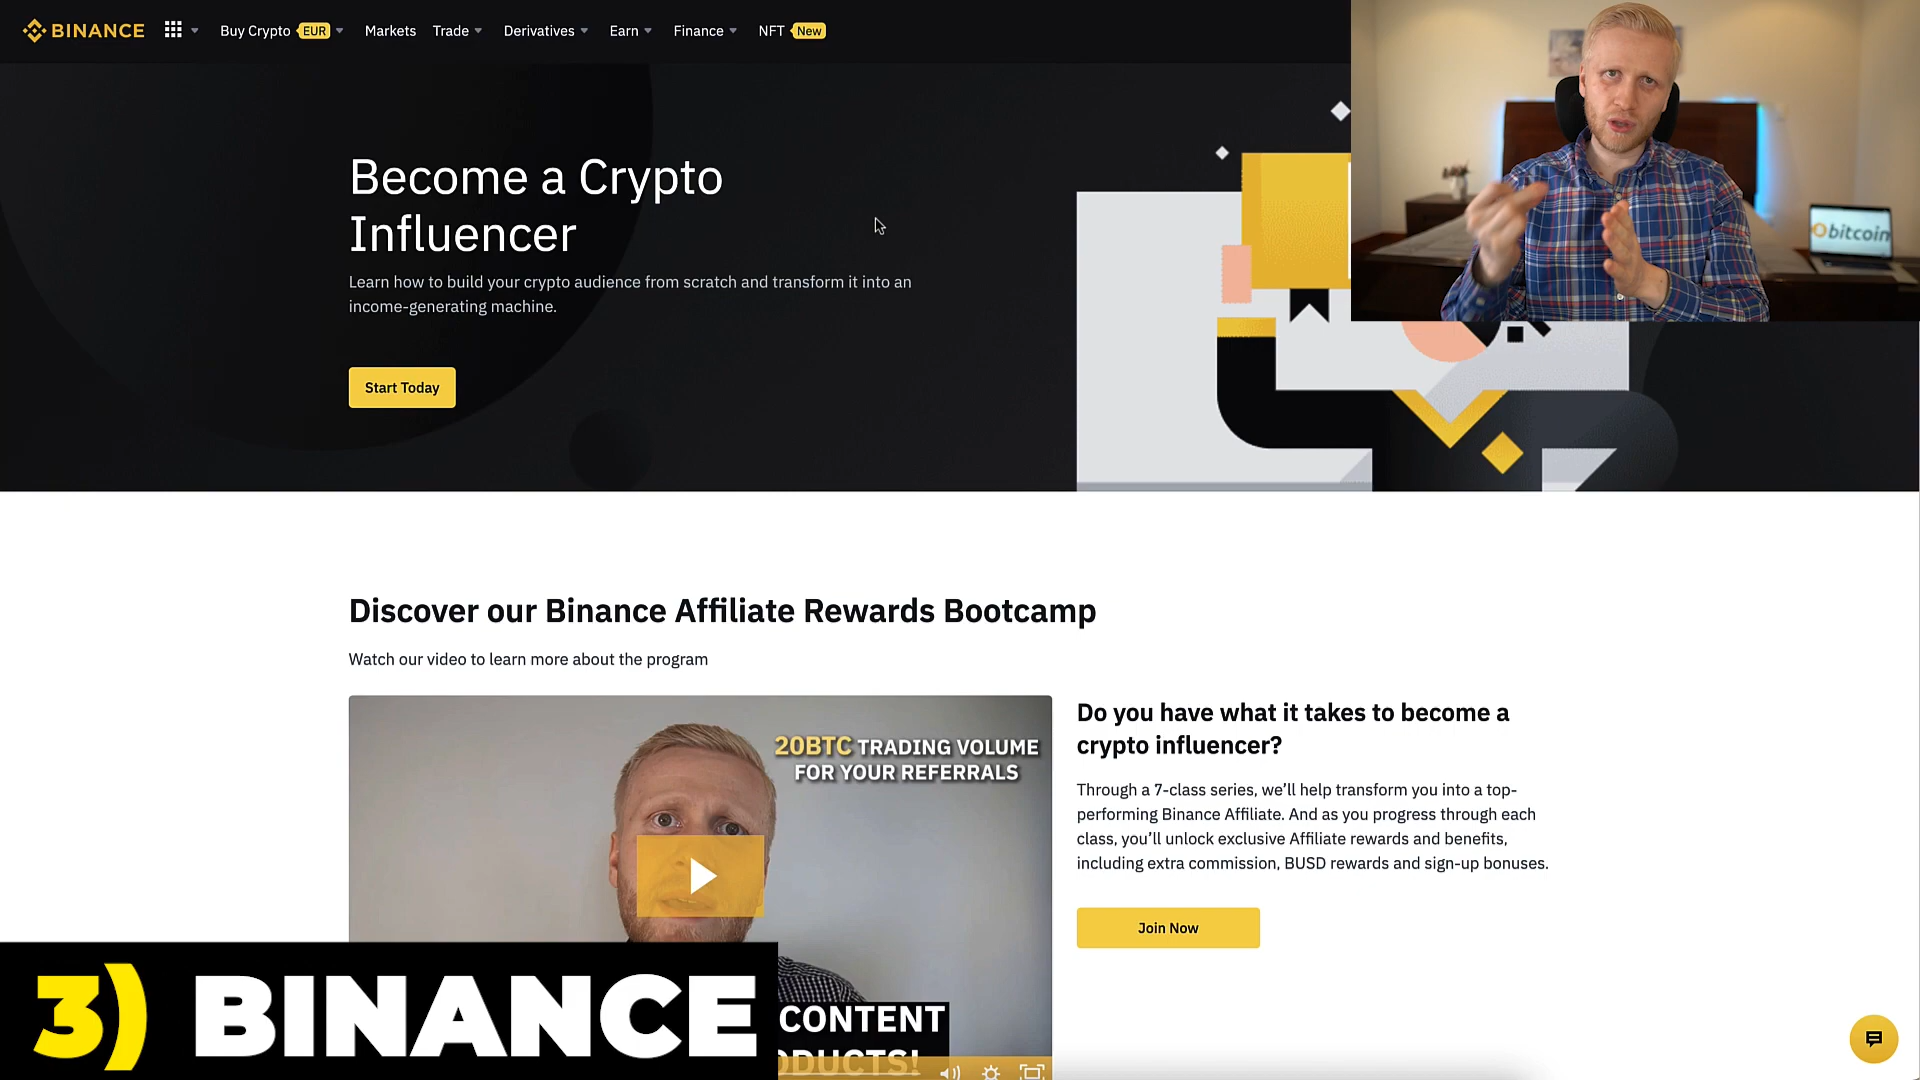 BINANCE
Buy Crypto EUR
Markets
Trade
Derivatives
Earn
Finance
NFT New
Become a Crypto
Influencer
Learn how to build your crypto audience from scratch and transform it into an
income-generating machine.
Start Today
bitcoin
Discover our Binance Affiliate Rewards Bootcamp
Watch our video to learn more about the program
20BTC TRADING VOLUME
FOR YOUR REFERRALS
Do you have what it takes to become a
crypto influencer?
Through a 7-class series, we’ll help transform you into a top-
performing Binance Affiliate. And as you progress through each
class, you’ll unlock exclusive Affiliate rewards and benefits,
including extra commission, BUSD rewards and sign-up bonuses.
Join Now
3) BINANCE
CONTENT